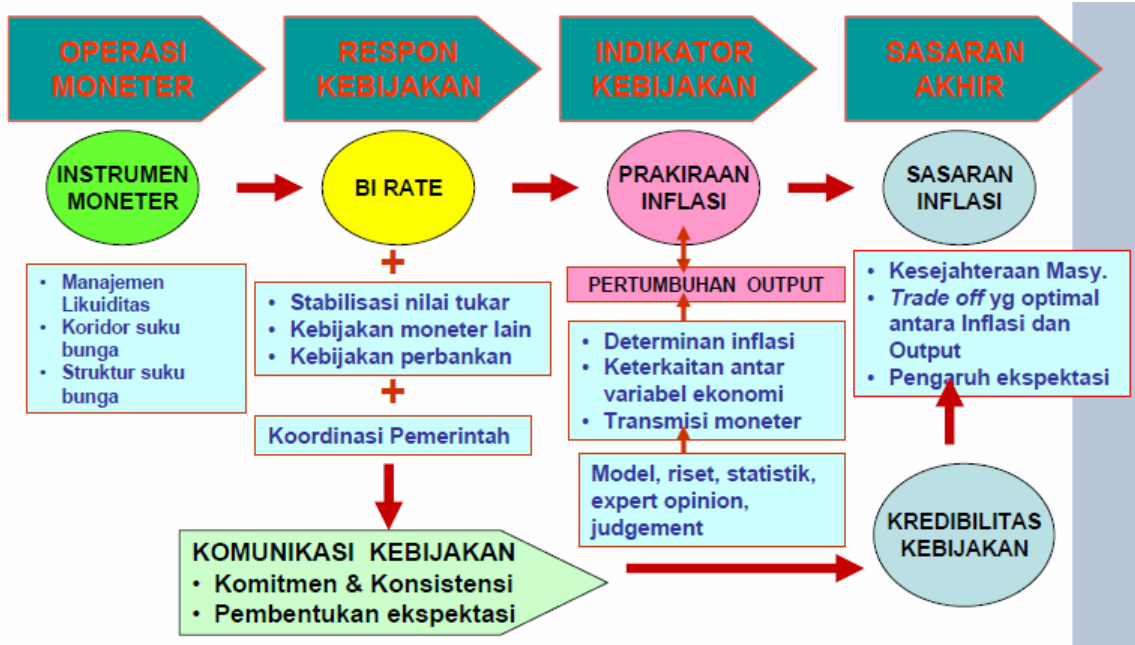 OPERASI
MONETER
RESPON
KEBIJAKAN
INDIKATOR
KEBIJAKAN
SASARAN
AKHIR
INSTRUMEN
MONETER
BI RATE
PRAKIRAAN
INFLASI
SASARAN
INFLASI
• Manajemen
Likuiditas
• Koridor suku
bunga
• Struktur suku
bunga
+
• Stabilisasi nilai tukar
• Kebijakan moneter lain
• Kebijakan perbankan
+
Koordinasi Pemerintah
PERTUMBUHAN OUTPUT
• Determinan inflasi
• Keterkaitan antar
variabel ekonomi
• Transmisi moneter
Model, riset, statistik,
expert opinion,
judgement
• Kesejahteraan Masy.
• Trade off yg optimal
antara Inflasi dan
Output
• Pengaruh ekspektasi
KOMUNIKASI KEBIJAKAN
• Komitmen & Konsistensi
• Pembentukan ekspektasi
KREDIBILITAS
KEBIJAKAN